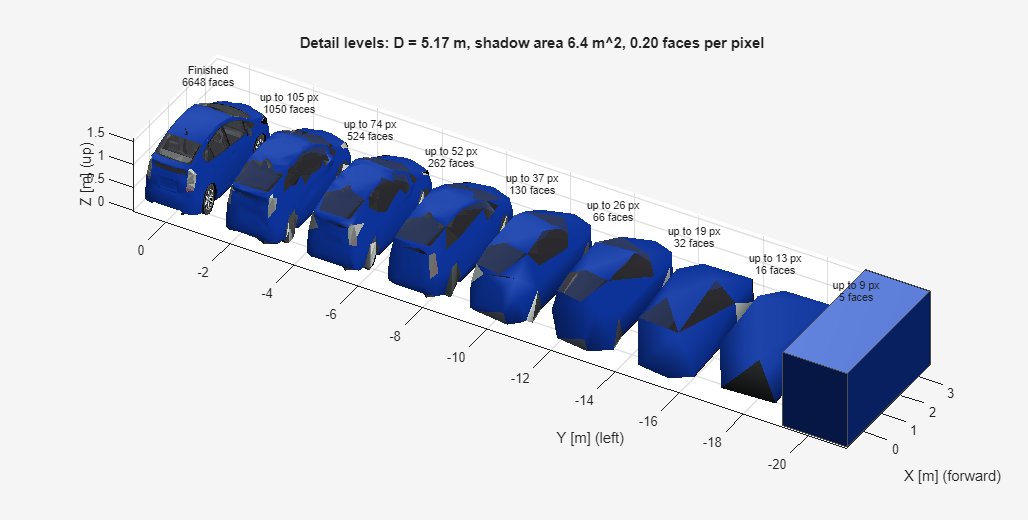 Detail levels: D = 5.17 m, shadow area 6.4 m^2, 0.20 faces per pixel
Finished
6648 faces
up to 105 px
1050 faces
up to 74 px
524 faces
up to 52 px
262 faces
up to 37 px
130 faces
up to 26 px
66 faces
up to 19 px
32 faces
up to 13 px
16 faces
up to 9 px
5 faces
1.5
1
0.5
0
Z [m] (up)
0
-2
-4
-6
-8
-10
-12
-14
-16
-18
-20
Y [m] (left)
3
2
1
0
X [m] (forward)